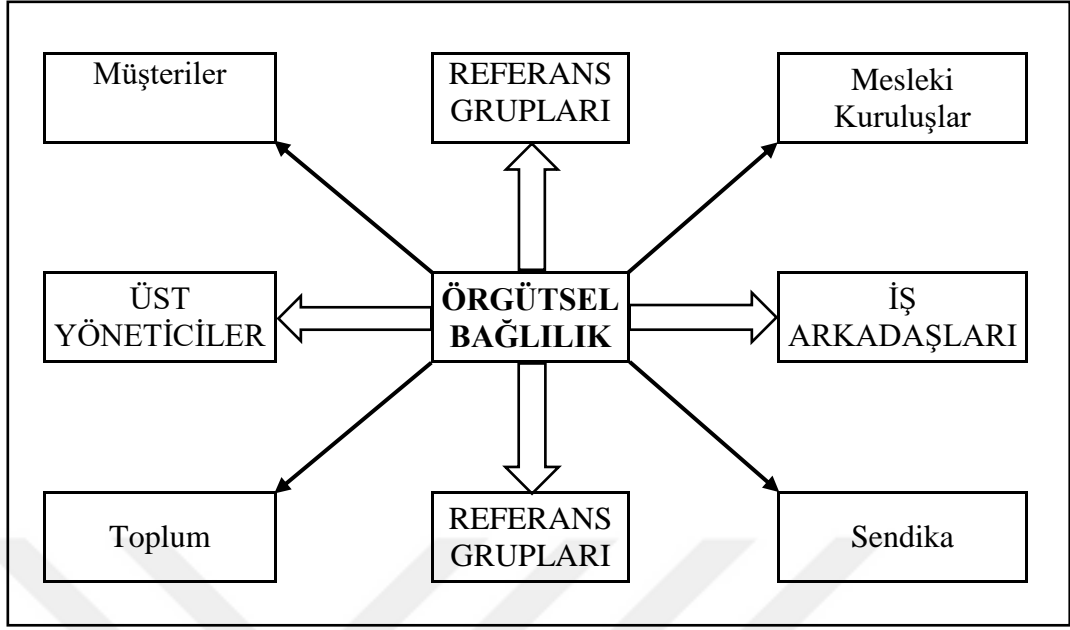 Müşteriler
REFERANS
GRUPLARI
Mesleki
Kuruluşlar
ÜST
YÖNETİCİLER
ÖRGÜTSEL
BAĞLILIK
İŞ
ARKADAŞLARI
Toplum
REFERANS
GRUPLARI
Sendika